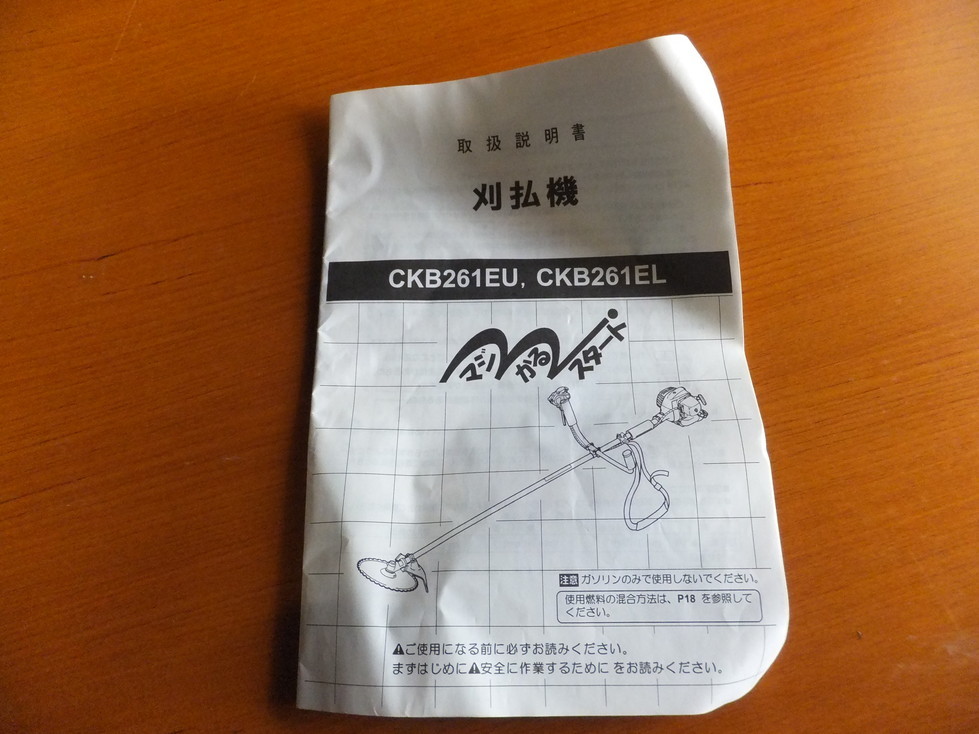 取扱説明書
刈払機
CKB261EU, CKB261EL
マジかるスタート
注意 ガソリンのみで使用しないでください。
使用燃料の混合方法は、P18 を参照して
ください。
⚠ご使用になる前に必ずお読みください。
まずはじめに⚠安全に作業するために をお読みください。